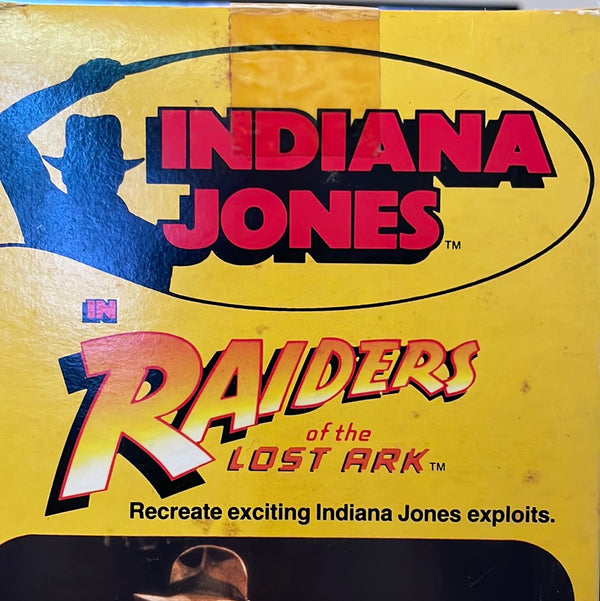 INDIANA
JONES™
IN
RAIDERS
of the
LOST ARK™
Recreate exciting Indiana Jones exploits.